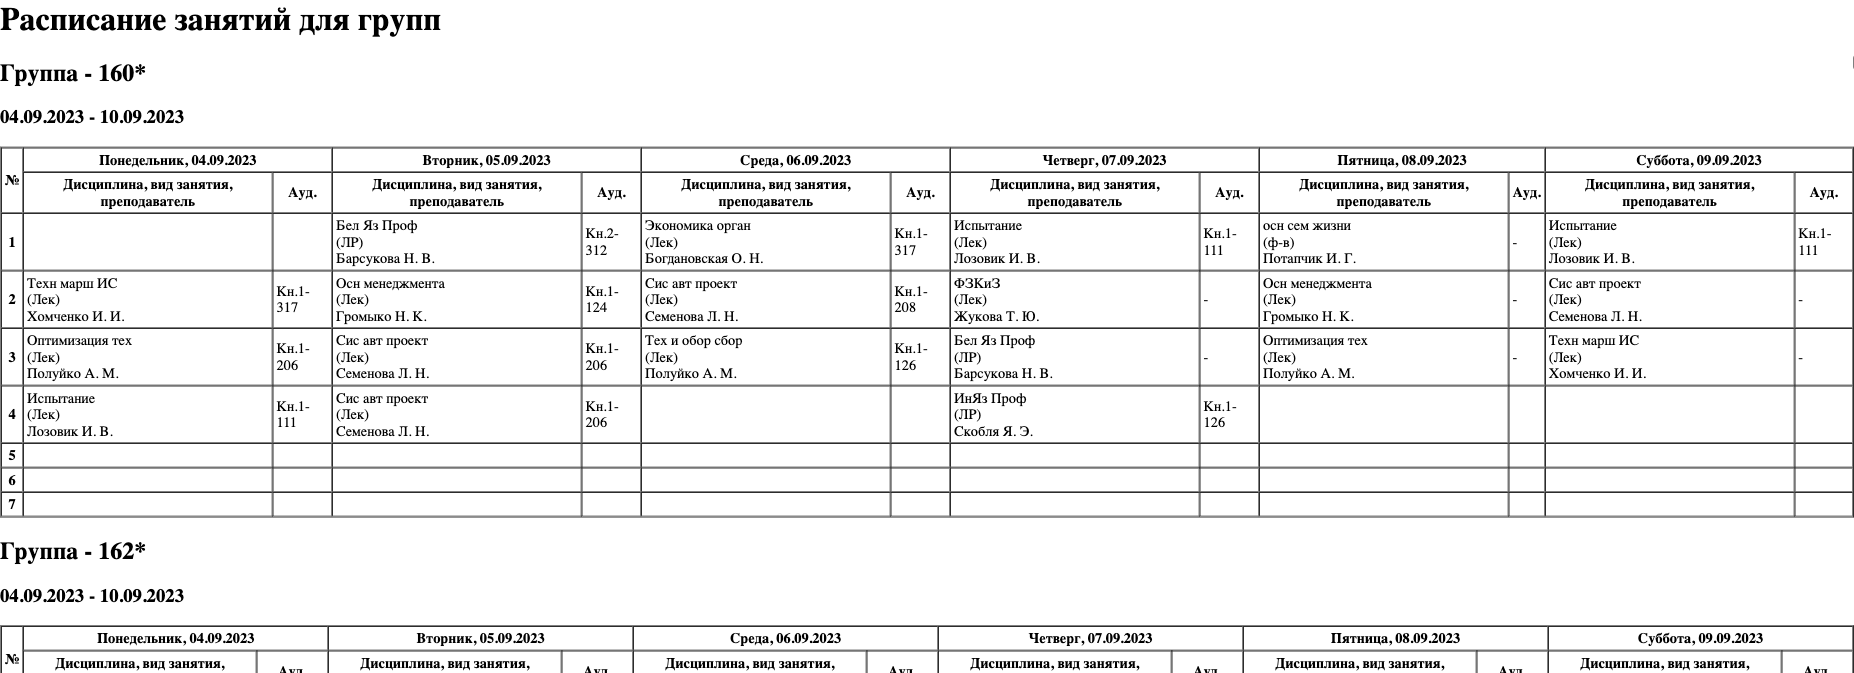 Расписание занятий для групп
Группа - 160*
04.09.2023 - 10.09.2023
№
Понедельник, 04.09.2023
Вторник, 05.09.2023
Среда, 06.09.2023
Четверг, 07.09.2023
Пятница, 08.09.2023
Суббота, 09.09.2023
Дисциплина, вид занятия,
преподаватель
Ауд.
Дисциплина, вид занятия,
преподаватель
Ауд.
Дисциплина, вид занятия,
преподаватель
Ауд.
Дисциплина, вид занятия,
преподаватель
Ауд.
Дисциплина, вид занятия,
преподаватель
Ауд.
Дисциплина, вид занятия,
преподаватель
Ауд.
1
Бел Яз Проф
(ЛР)
Барсукова Н. В.
Кн.2-
312
Экономика орган
(Лек)
Богдановская О. Н.
Кн.1-
317
Испытание
(Лек)
Лозовик И. В.
Кн.1-
111
осн сем жизни
(ф-в)
Потапчик И. Г.
-
Испытание
(Лек)
Лозовик И. В.
Кн.1-
111
2
Техн марш ИС
(Лек)
Хомченко И. И.
Кн.1-
317
Осн менеджмента
(Лек)
Громыко Н. К.
Кн.1-
124
Сис авт проект
(Лек)
Семенова Л. Н.
Кн.1-
208
ФЗКиЗ
(Лек)
Жукова Т. Ю.
-
Осн менеджмента
(Лек)
Громыко Н. К.
-
Сис авт проект
(Лек)
Семенова Л. Н.
-
3
Оптимизация тех
(Лек)
Полуйко А. М.
Кн.1-
206
Сис авт проект
(Лек)
Семенова Л. Н.
Кн.1-
206
Тех и обор сбор
(Лек)
Полуйко А. М.
Кн.1-
126
Бел Яз Проф
(ЛР)
Барсукова Н. В.
-
Оптимизация тех
(Лек)
Полуйко А. М.
-
Техн марш ИС
(Лек)
Хомченко И. И.
-
4
Испытание
(Лек)
Лозовик И. В.
Кн.1-
111
Сис авт проект
(Лек)
Семенова Л. Н.
Кн.1-
206
ИнЯз Проф
(ЛР)
Скобля Я. Э.
Кн.1-
126
5
6
7
Группа - 162*
04.09.2023 - 10.09.2023
№
Понедельник, 04.09.2023
Вторник, 05.09.2023
Среда, 06.09.2023
Четверг, 07.09.2023
Пятница, 08.09.2023
Суббота, 09.09.2023
Дисциплина, вид занятия,
Ауд.
Дисциплина, вид занятия,
Ауд.
Дисциплина, вид занятия,
Ауд.
Дисциплина, вид занятия,
Ауд.
Дисциплина, вид занятия,
Ауд.
Дисциплина, вид занятия,
Ауд.